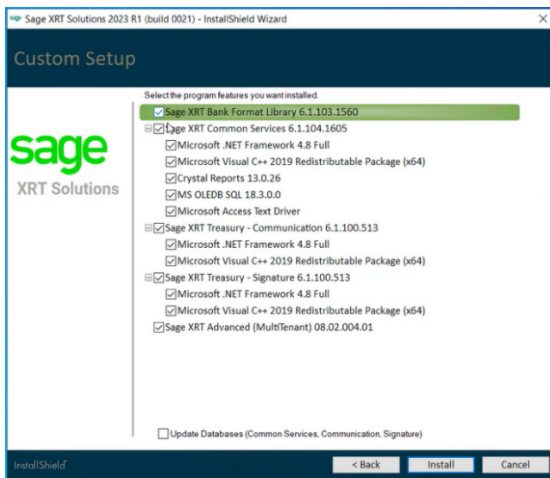 Sage XRT Solutions 2023 R1 (build 0021) - InstallShield Wizard
Custom Setup
Select the program features you want installed.
Sage XRT Bank Format Library 6.1.103.1560
Sage XRT Common Services 6.1.104.1605
Microsoft .NET Framework 4.8 Full
Microsoft Visual C++ 2019 Redistributable Package (x64)
Crystal Reports 13.0.26
MS OLEDB SQL 18.3.0.0
Microsoft Access Text Driver
Sage XRT Treasury - Communication 6.1.100.513
Microsoft .NET Framework 4.8 Full
Microsoft Visual C++ 2019 Redistributable Package (x64)
Sage XRT Treasury - Signature 6.1.100.513
Microsoft .NET Framework 4.8 Full
Microsoft Visual C++ 2019 Redistributable Package (x64)
Sage XRT Advanced (MultiTenant) 08.02.004.01
sage
XRT Solutions
Update Databases (Common Services, Communication, Signature)
InstallShield
< Back
Install
Cancel